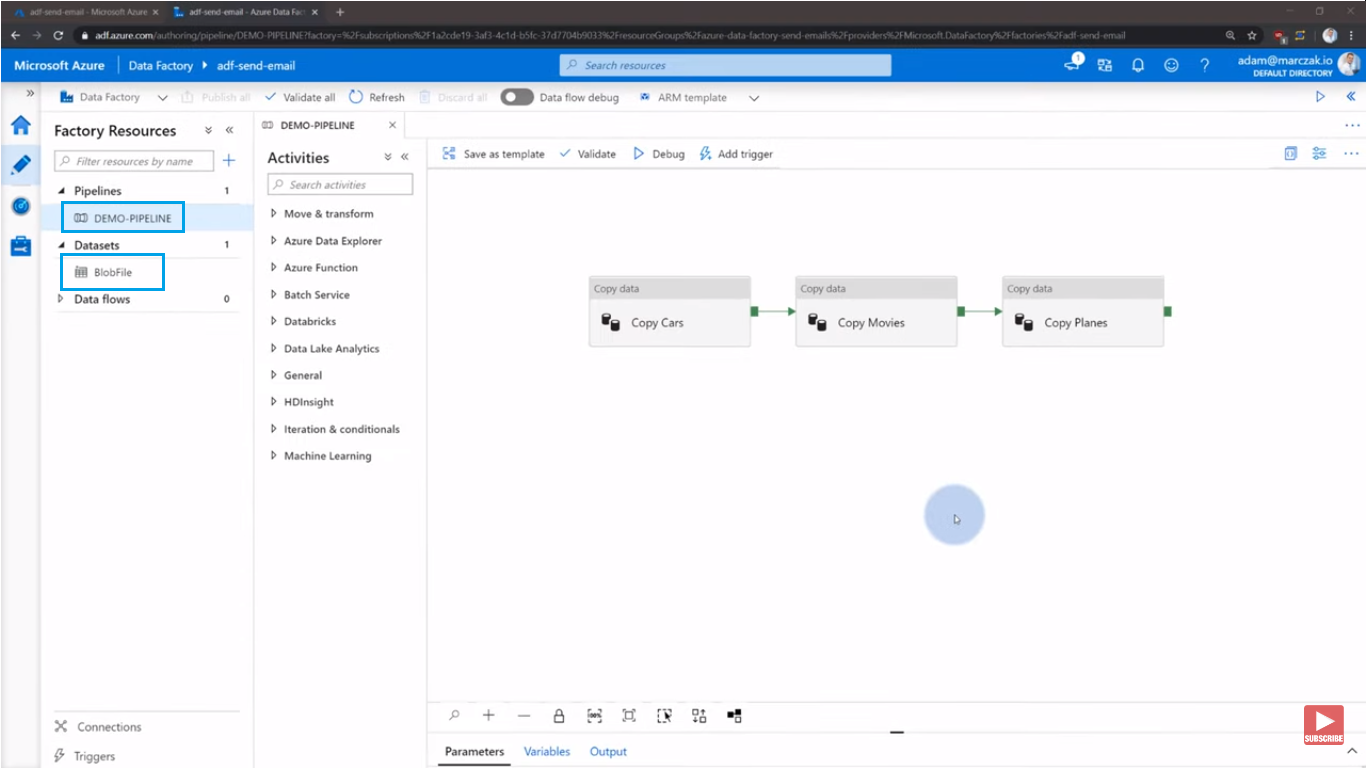 adf-send-email - Microsoft Azure
adf-send-email - Azure Data Fac
adf.azure.com/authoring/pipeline/DEMO-PIPELINE?factory=%2Fsubscriptions%2F1a2cde19-3af3-4c1d-b5fc-37d7704b9033%2FresourceGroups%2Fazure-data-factory-send-emails%2Fproviders%2FMicrosoft.DataFactory%2Ffactories%2Fadf-send-email
Microsoft Azure
Data Factory
adf-send-email
Search resources
1
adam@marczak.io
DEFAULT DIRECTORY
Data Factory
Publish all
Validate all
Refresh
Discard all
Data flow debug
ARM template
Factory Resources
Filter resources by name
Pipelines 1
DEMO-PIPELINE
Datasets 1
BlobFile
Data flows 0
Connections
Triggers
DEMO-PIPELINE
Activities
Search activities
Move & transform
Azure Data Explorer
Azure Function
Batch Service
Databricks
Data Lake Analytics
General
HDInsight
Iteration & conditionals
Machine Learning
Save as template
Validate
Debug
Add trigger
Copy data
Copy Cars
Copy data
Copy Movies
Copy data
Copy Planes
100%
SUBSCRIBE
Parameters
Variables
Output